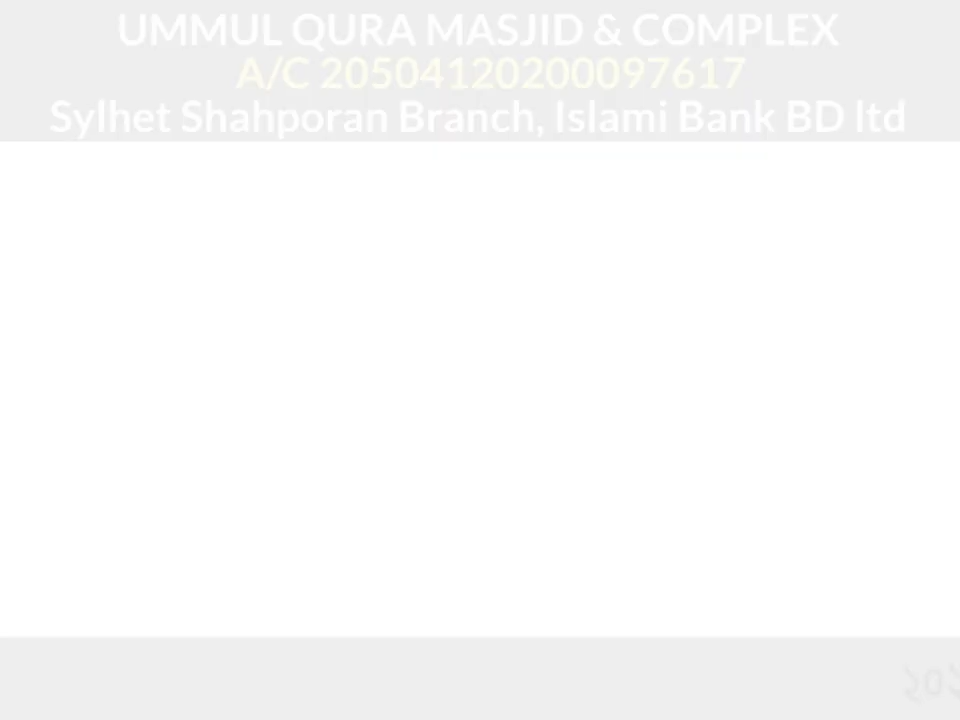 UMMUL QURA MASJID & COMPLEX
A/C 20504120200097617
Sylhet Shahporan Branch, Islami Bank BD ltd